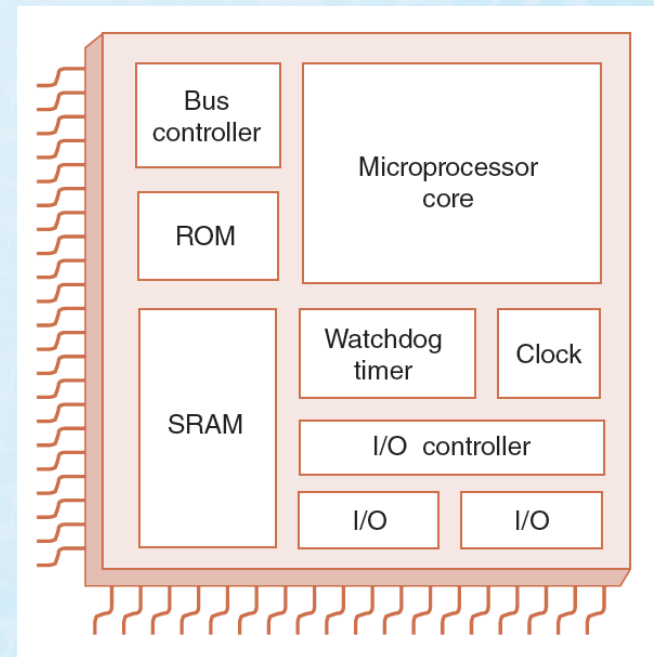 Bus
controller
Microprocessor
core
ROM
Watchdog
timer
Clock
SRAM
I/O controller
I/O
I/O